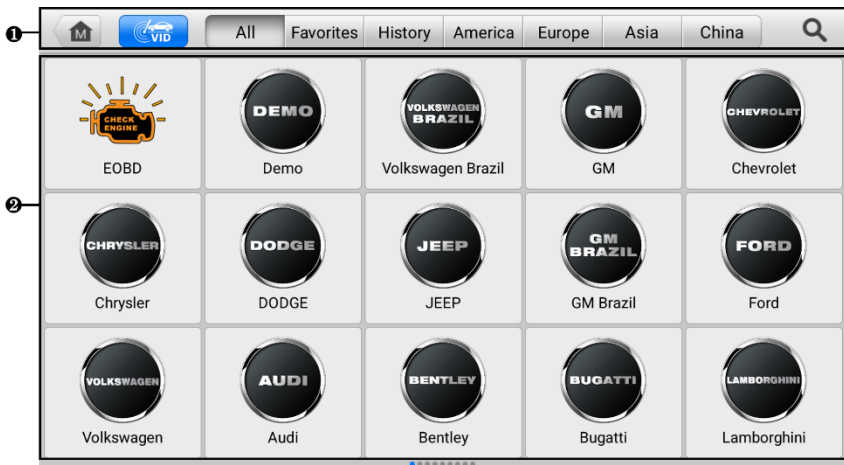 ❶
M
VID
All
Favorites
History
America
Europe
Asia
China
❷
CHECK
ENGINE
EOBD
DEMO
Demo
VOLKSWAGEN
BRAZIL
Volkswagen Brazil
GM
GM
CHEVROLET
Chevrolet
CHRYSLER
Chrysler
DODGE
DODGE
JEEP
JEEP
GM
BRAZIL
GM Brazil
FORD
Ford
VOLKSWAGEN
Volkswagen
AUDI
Audi
BENTLEY
Bentley
BUGATTI
Bugatti
LAMBORGHINI
Lamborghini